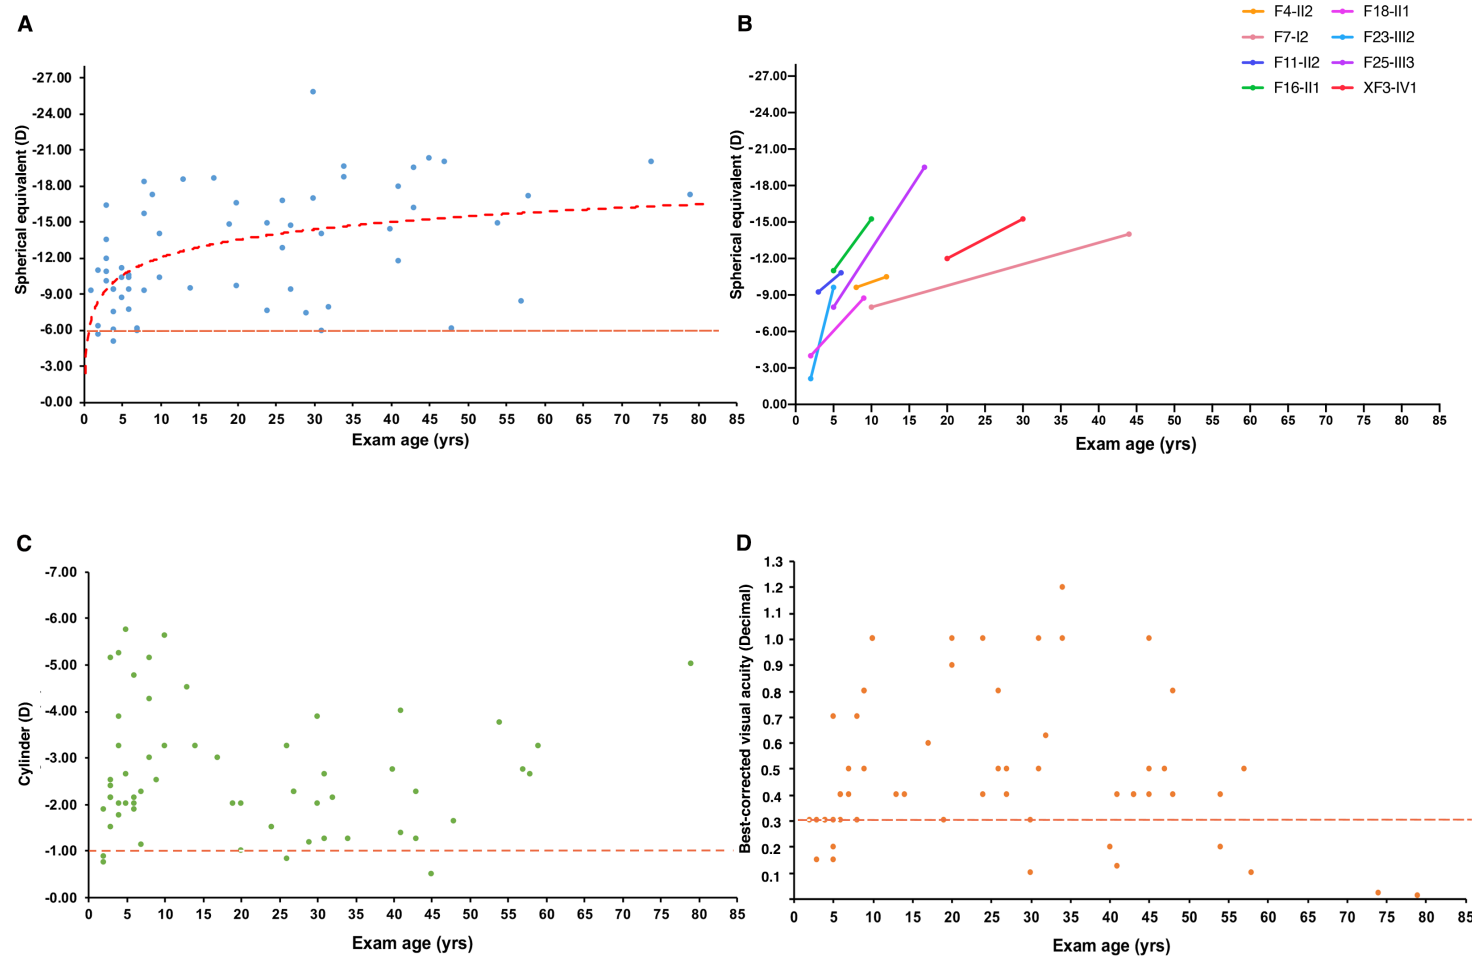 A
B
F4-II2
F18-II1
F7-I2
F23-III2
F11-II2
F25-III3
F16-II1
XF3-IV1
Spherical equivalent (D)
-27.00
-24.00
-21.00
-18.00
-15.00
-12.00
-9.00
-6.00
-3.00
-0.00
0 5 10 15 20 25 30 35 40 45 50 55 60 65 70 75 80 85
Exam age (yrs)
Spherical equivalent (D)
-27.00
-24.00
-21.00
-18.00
-15.00
-12.00
-9.00
-6.00
-3.00
0.00
0 5 10 15 20 25 30 35 40 45 50 55 60 65 70 75 80 85
Exam age (yrs)
C
Cylinder (D)
-7.00
-6.00
-5.00
-4.00
-3.00
-2.00
-1.00
-0.00
0 5 10 15 20 25 30 35 40 45 50 55 60 65 70 75 80 85
Exam age (yrs)
D
Best-corrected visual acuity (Decimal)
1.3
1.2
1.1
1.0
0.9
0.8
0.7
0.6
0.5
0.4
0.3
0.2
0.1
0 5 10 15 20 25 30 35 40 45 50 55 60 65 70 75 80 85
Exam age (yrs)